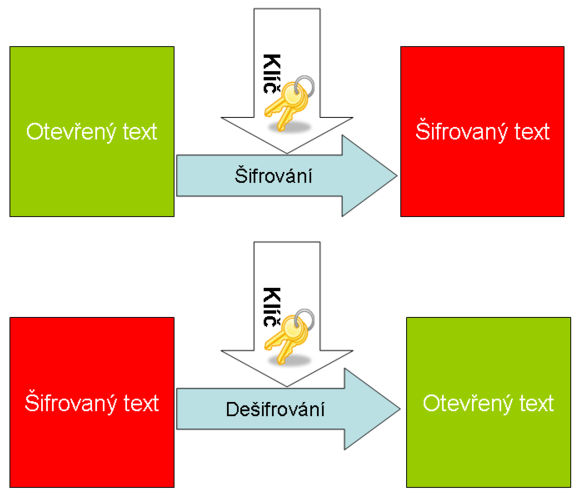 Klíč
Otevřený text
Šifrování
Šifrovaný text
Klíč
Šifrovaný text
Dešifrování
Otevřený text